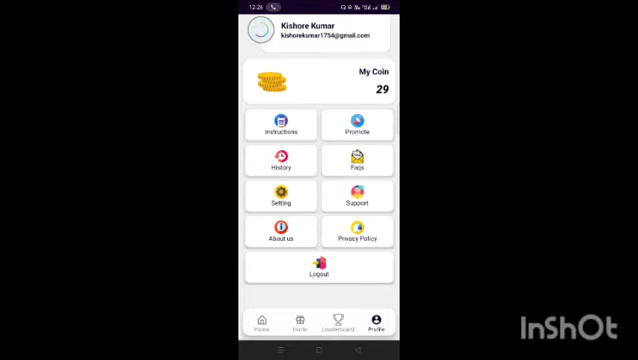 12:26
Kishore Kumar
kishorekumar1754@gmail.com
My Coin
29
Instructions
Promote
History
Faqs
Setting
Support
About us
Privacy Policy
Logout
Home
Invite
Leaderboard
Profile
InShOt